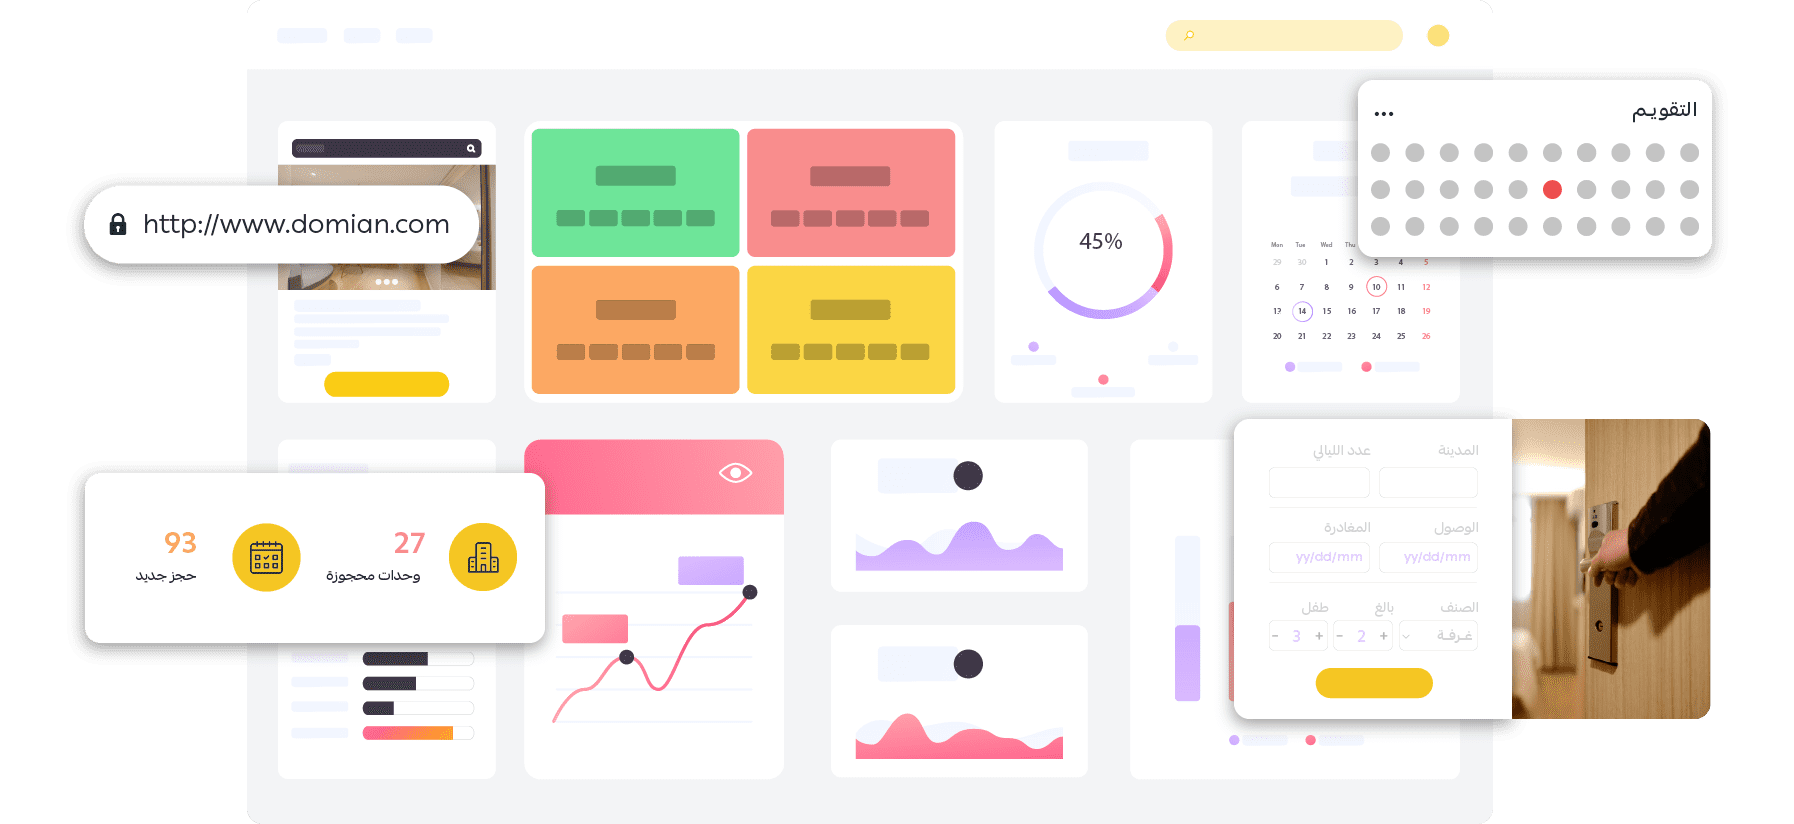 التقويم
...
http://www.domian.com
45%
Mon Tue Wed Thu
29 30 1 2 3 4 5
6 7 8 9 10 11 12
13 14 15 16 17 18 19
20 21 22 23 24 25 26
المدينة عدد الليالي
الوصول المغادرة
yy/dd/mm yy/dd/mm
الصنف بالغ طفل
غرفة - 2 + - 3 +
27 93
وحدات محجوزة حجز جديد